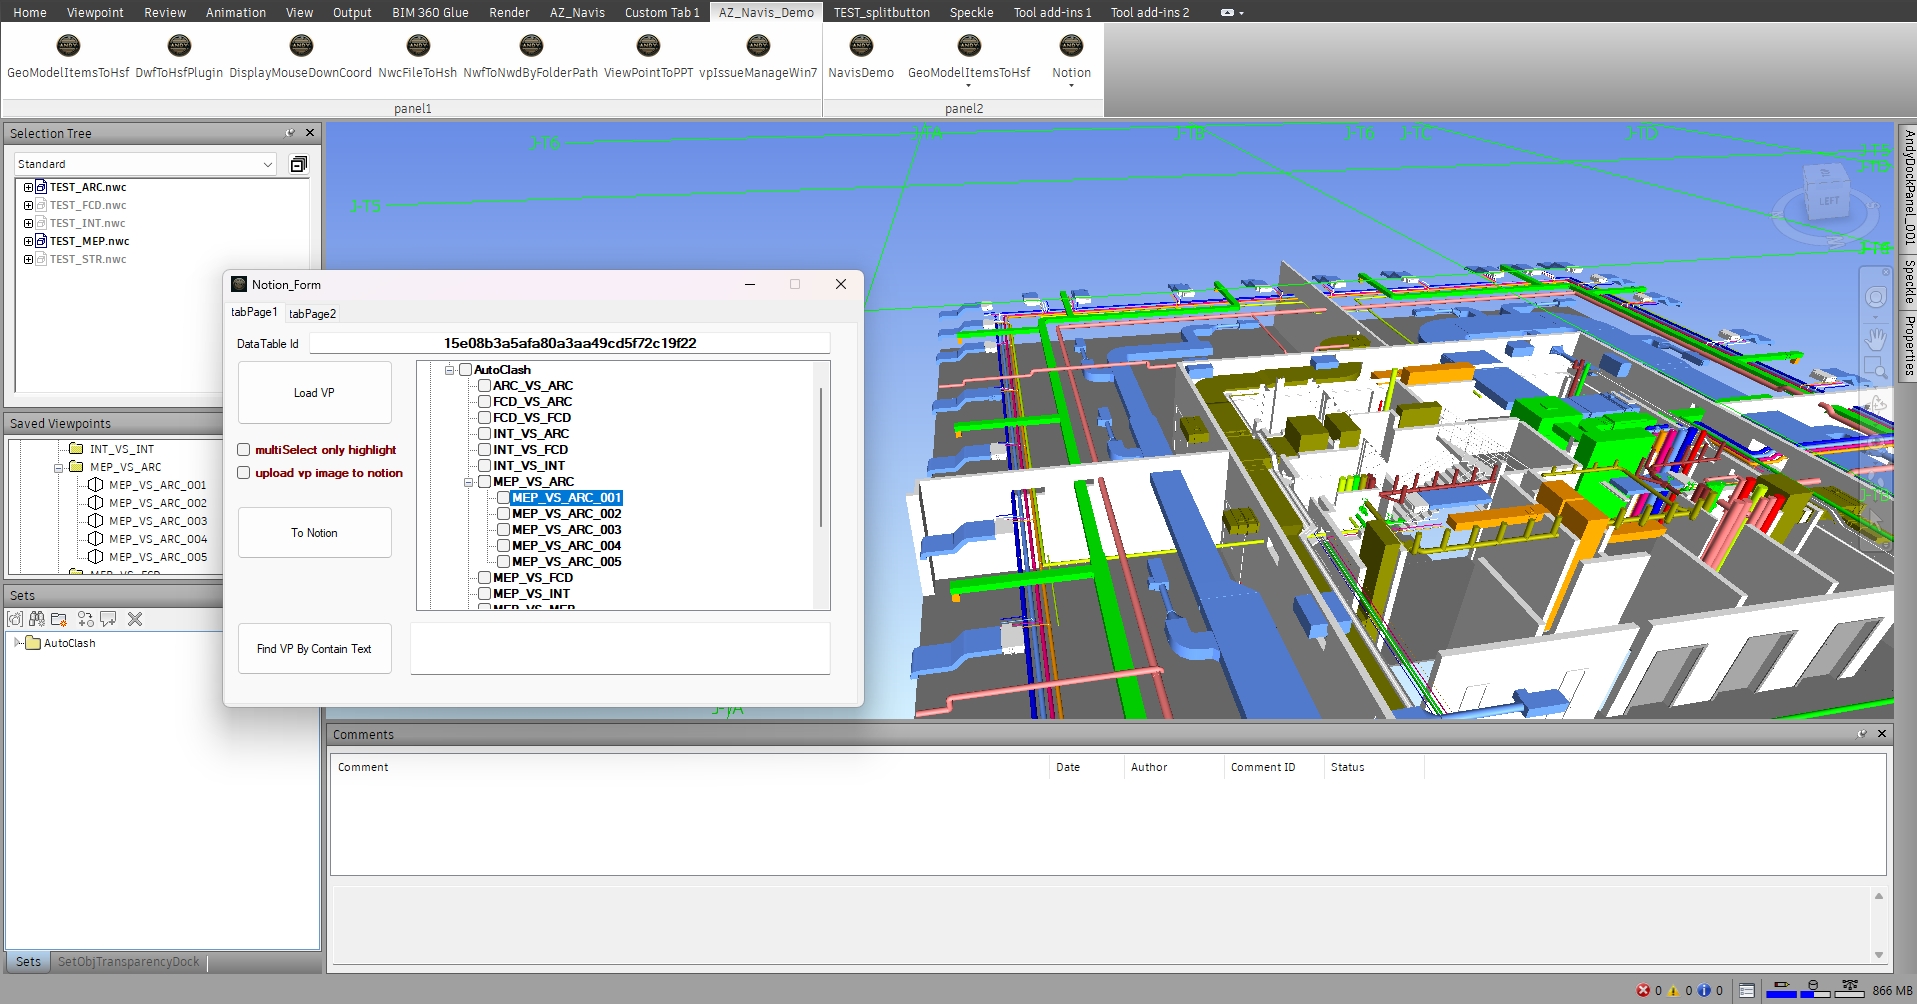 Home Viewpoint Review Animation View Output BIM 360 Glue Render AZ_Navis Custom Tab 1 AZ_Navis_Demo TEST_splitbutton Speckle Tool add-ins 1 Tool add-ins 2
GeoModelItemsToHsf DwfToHsfPlugin DisplayMouseDownCoord NwcFileToHsh NwfToNwdByFolderPath ViewPointToPPT vpIssueManageWin7 NavisDemo GeoModelItemsToHsf Notion
panel1 panel2
Selection Tree
Standard
TEST_ARC.nwc
TEST_FCD.nwc
TEST_INT.nwc
TEST_MEP.nwc
TEST_STR.nwc
Saved Viewpoints
INT_VS_INT
MEP_VS_ARC
MEP_VS_ARC_001
MEP_VS_ARC_002
MEP_VS_ARC_003
MEP_VS_ARC_004
MEP_VS_ARC_005
MEP_VS_FCD
Sets
AutoClash
Sets SetObjTransparencyDock
Notion_Form
tabPage1 tabPage2
DataTable Id 15e08b3a5afa80a3aa49cd5f72c19f22
Load VP
multiSelect only highlight
upload vp image to notion
To Notion
Find VP By Contain Text
AutoClash
ARC_VS_ARC
FCD_VS_ARC
FCD_VS_FCD
INT_VS_ARC
INT_VS_FCD
INT_VS_INT
MEP_VS_ARC
MEP_VS_ARC_001
MEP_VS_ARC_002
MEP_VS_ARC_003
MEP_VS_ARC_004
MEP_VS_ARC_005
MEP_VS_FCD
MEP_VS_INT
MEP_VS_MEP
J-T6 J-TA J-TB J-T6 J-TC J-TD
J-T5
LEFT
AndyDockPanel_001
Speckle
Properties
Comments
Comment Date Author Comment ID Status
0 0 0 866 MB